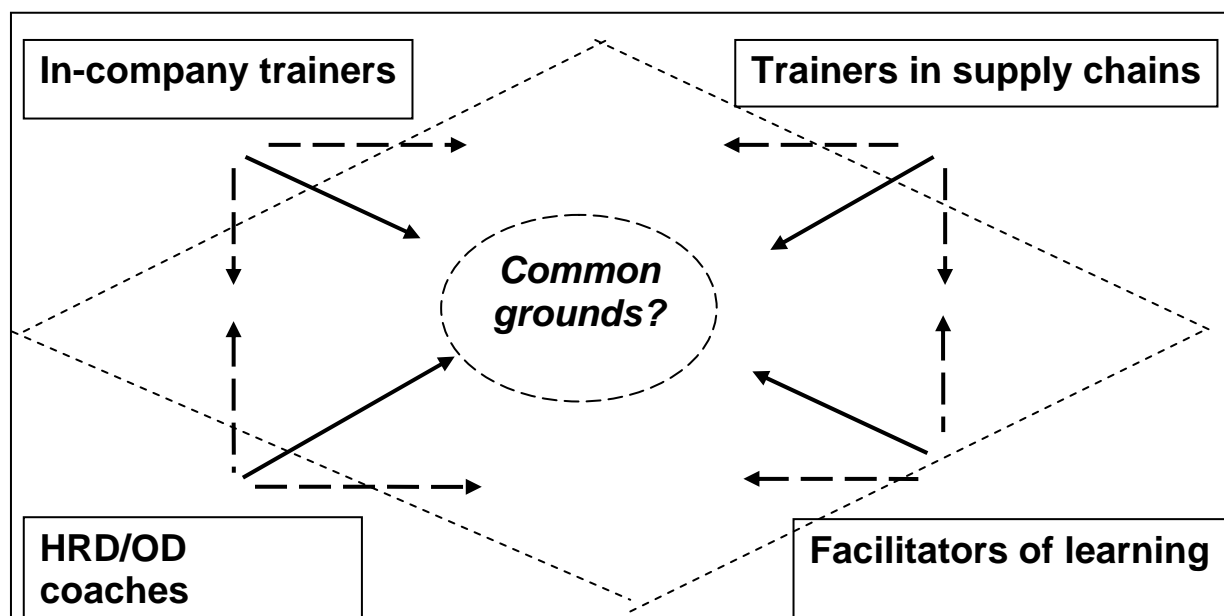 In-company trainers
Trainers in supply chains
Common
grounds?
HRD/OD
coaches
Facilitators of learning